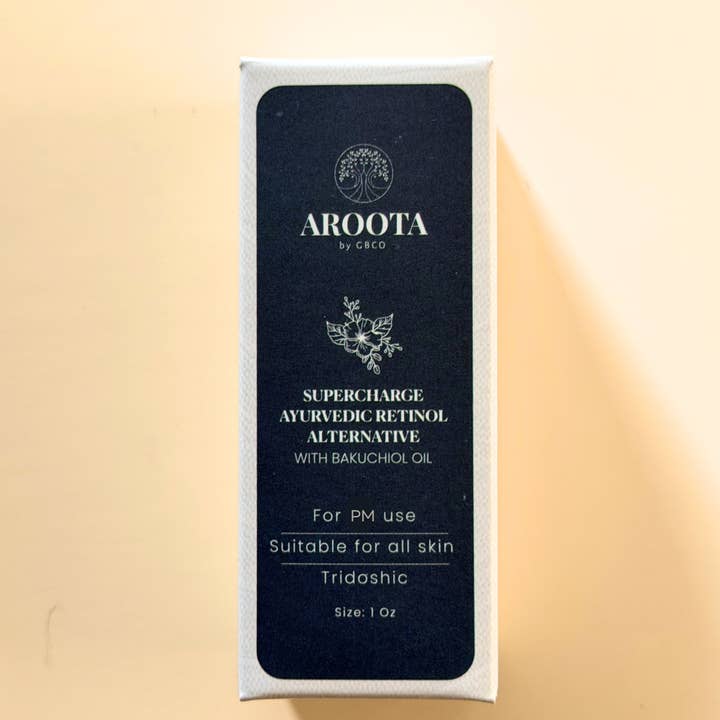 AROOTA
by GBCO
SUPERCHARGE
AYURVEDIC RETINOL
ALTERNATIVE
WITH BAKUCHIOL OIL
For PM use
Suitable for all skin
Tridoshic
Size: 1 Oz